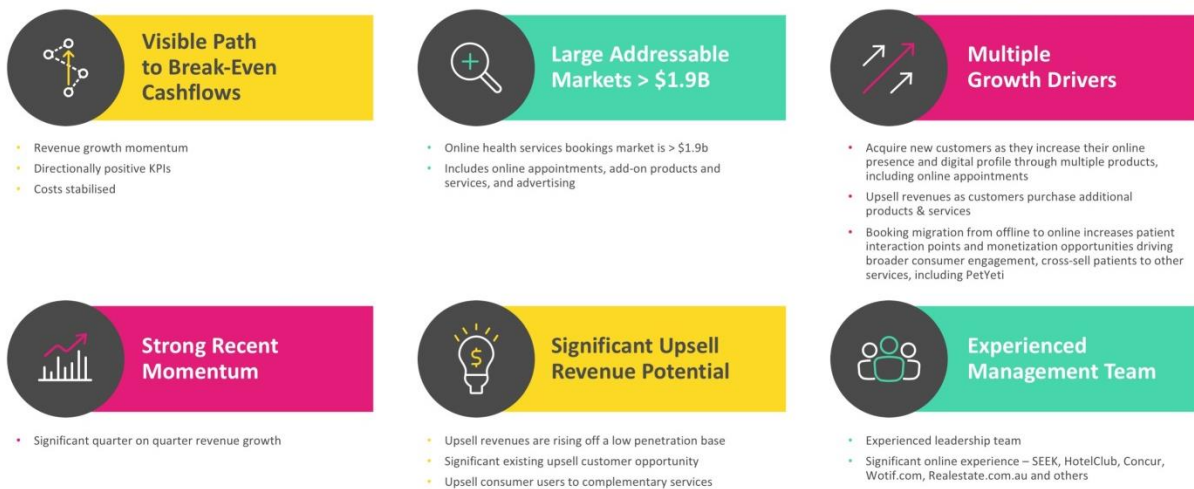 Visible Path
to Break-Even
Cashflows
• Revenue growth momentum
• Directionally positive KPIs
• Costs stabilised
Large Addressable
Markets > $1.9B
• Online health services bookings market is > $1.9b
• Includes online appointments, add-on products and
services, and advertising
Multiple
Growth Drivers
• Acquire new customers as they increase their online
presence and digital profile through multiple products,
including online appointments
• Upsell revenues as customers purchase additional
products & services
• Booking migration from offline to online increases patient
interaction points and monetization opportunities driving
broader consumer engagement, cross-sell patients to other
services, including PetYeti
Strong Recent
Momentum
• Significant quarter on quarter revenue growth
$
Significant Upsell
Revenue Potential
• Upsell revenues are rising off a low penetration base
• Significant existing upsell customer opportunity
• Upsell consumer users to complementary services
Experienced
Management Team
• Experienced leadership team
• Significant online experience – SEEK, HotelClub, Concur,
Wotif.com, Realestate.com.au and others